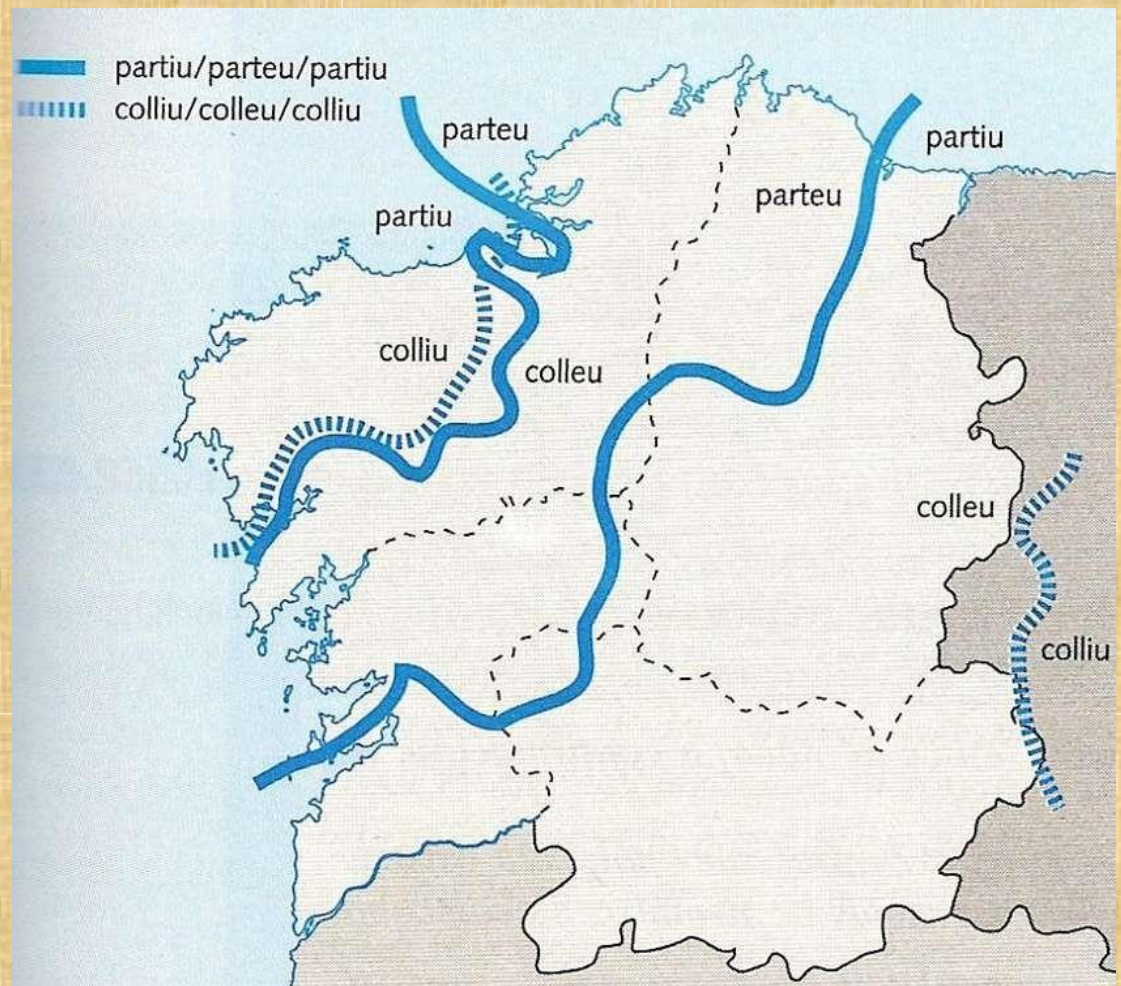 partiu/parteu/partiu
colliu/colleu/colliu
parteu
partiu
parteu
partiu
colliu
colleu
colleu
colliu